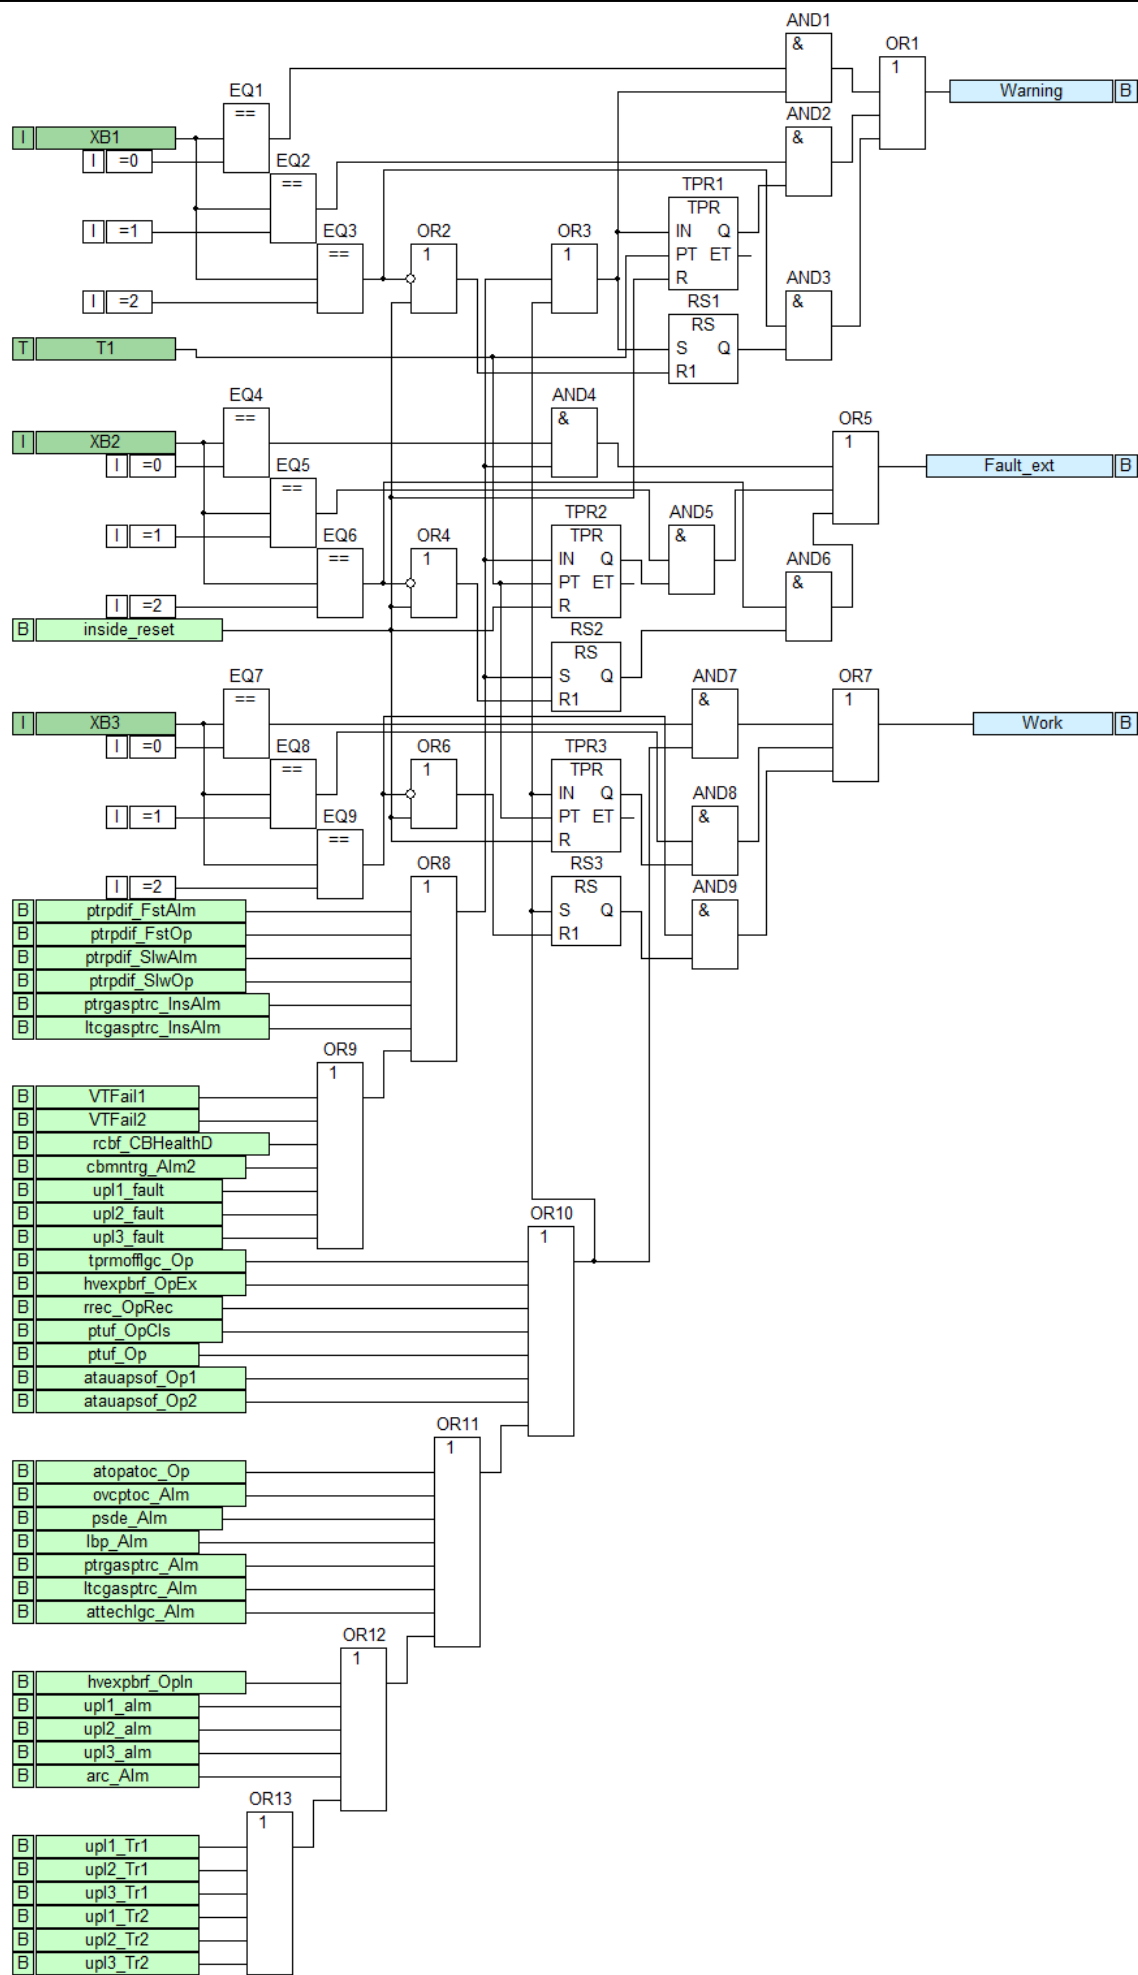 AND1
&
OR1
1
EQ1
==
Warning B
AND2
&
I XB1
I =0
EQ2
==
TPR1
TPR
IN Q
PT ET
R
I =1
EQ3
==
OR2
1
OR3
1
AND3
&
I =2
RS1
RS
S Q
R1
T T1
EQ4
==
AND4
&
OR5
1
I XB2
I =0
EQ5
==
Fault_ext B
TPR2
TPR
IN Q
PT ET
R
AND5
&
I =1
EQ6
==
OR4
1
AND6
&
I =2
B inside_reset
RS2
RS
S Q
R1
EQ7
==
AND7
&
OR7
1
I XB3
I =0
Work B
EQ8
==
OR6
1
TPR3
TPR
IN Q
PT ET
R
AND8
&
I =1
EQ9
==
OR8
1
RS3
RS
S Q
R1
AND9
&
I =2
B ptrpdif_FstAlm
B ptrpdif_FstOp
B ptrpdif_SlwAlm
B ptrpdif_SlwOp
B ptrgasptrc_InsAlm
B ltcgasptrc_InsAlm
OR9
1
B VTFail1
B VTFail2
B rcbf_CBHealthD
B cbmntrg_Alm2
B upl1_fault
B upl2_fault
B upl3_fault
OR10
1
B tprmofflgc_Op
B hvexpbrf_OpEx
B rrec_OpRec
B ptuf_OpCls
B ptuf_Op
B atauapsof_Op1
B atauapsof_Op2
OR11
1
B atopatoc_Op
B ovcptoc_Alm
B psde_Alm
B lbp_Alm
B ptrgasptrc_Alm
B ltcgasptrc_Alm
B attechlgc_Alm
OR12
1
B hvexpbrf_OpIn
B upl1_alm
B upl2_alm
B upl3_alm
B arc_Alm
OR13
1
B upl1_Tr1
B upl2_Tr1
B upl3_Tr1
B upl1_Tr2
B upl2_Tr2
B upl3_Tr2